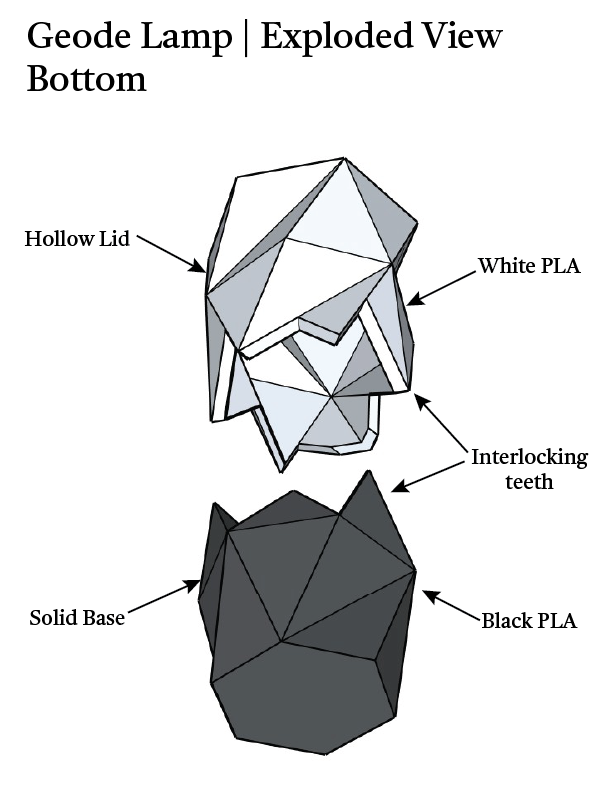 Geode Lamp | Exploded View
Bottom
Hollow Lid
White PLA
Interlocking
teeth
Solid Base
Black PLA